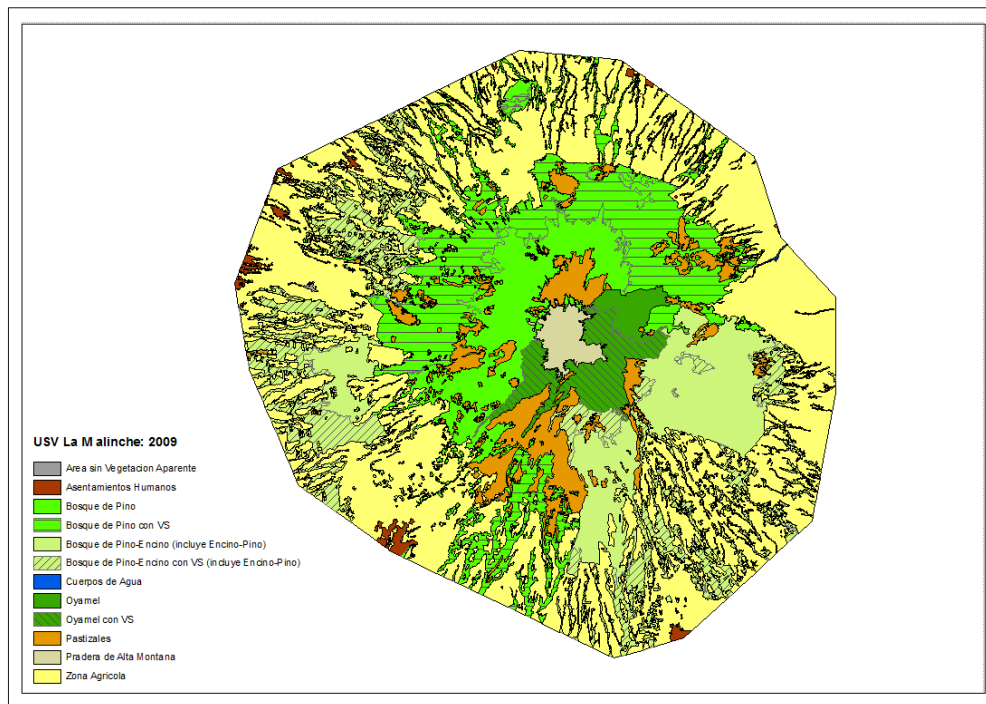 USV La Malinche: 2009
Area sin Vegetacion Aparente
Asentamientos Humanos
Bosque de Pino
Bosque de Pino con VS
Bosque de Pino-Encino (incluye Encino-Pino)
Bosque de Pino-Encino con VS (incluye Encino-Pino)
Cuerpos de Agua
Oyamel
Oyamel con VS
Pastizales
Pradera de Alta Montana
Zona Agricola